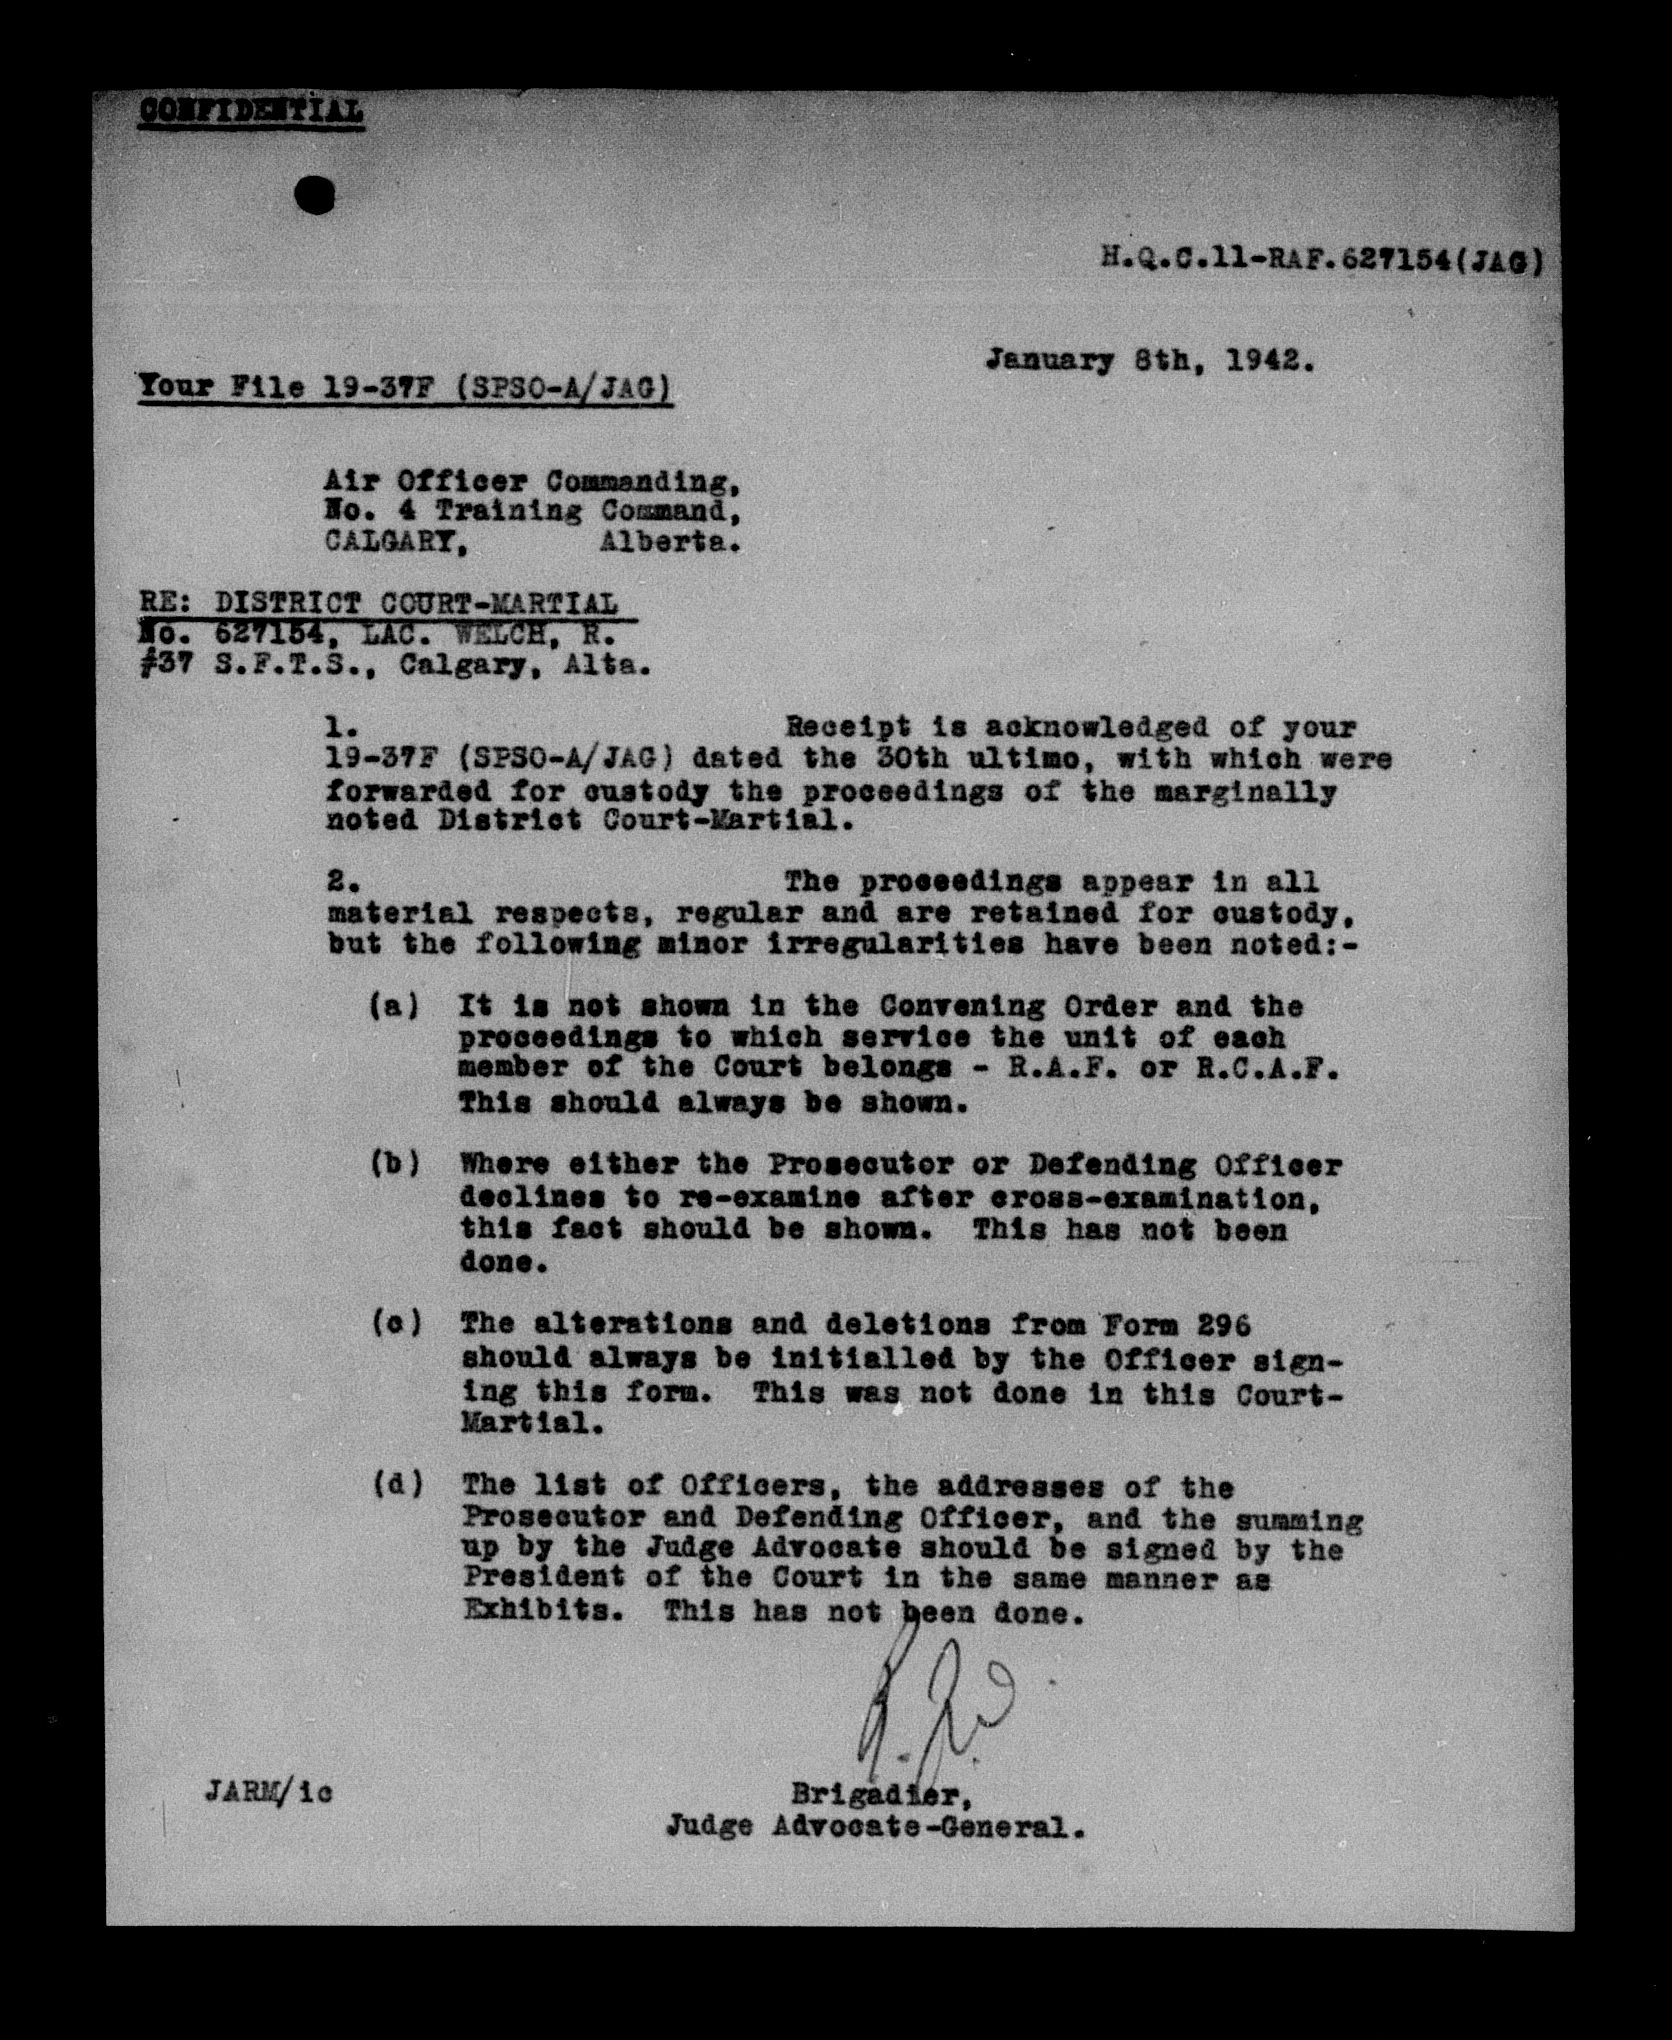 CONFIDENTIAL
H.Q.C.11-RAF.627154(JAG)
January 8th, 1942.
Your File 19-37F (SPSO-A/JAG)
Air Officer Commanding,
No. 4 Training Command,
CALGARY, Alberta.
RE: DISTRICT COURT-MARTIAL
No. 627154, LAC. WELCH, R.
#37 S.F.T.S., Calgary, Alta.
1. Receipt is acknowledged of your
19-37F (SPSO-A/JAG) dated the 30th ultimo, with which were
forwarded for custody the proceedings of the marginally
noted District Court-Martial.
2. The proceedings appear in all
material respects, regular and are retained for custody,
but the following minor irregularities have been noted:-
(a) It is not shown in the Convening Order and the
proceedings to which service the unit of each
member of the Court belongs - R.A.F. or R.C.A.F.
This should always be shown.
(b) Where either the Prosecutor or Defending Officer
declines to re-examine after cross-examination,
this fact should be shown. This has not been
done.
(c) The alterations and deletions from Form 296
should always be initialled by the Officer sign-
ing this form. This was not done in this Court-
Martial.
(d) The list of Officers, the addresses of the
Prosecutor and Defending Officer, and the summing
up by the Judge Advocate should be signed by the
President of the Court in the same manner as
Exhibits. This has not been done.
JARM/ic
Brigadier,
Judge Advocate-General.